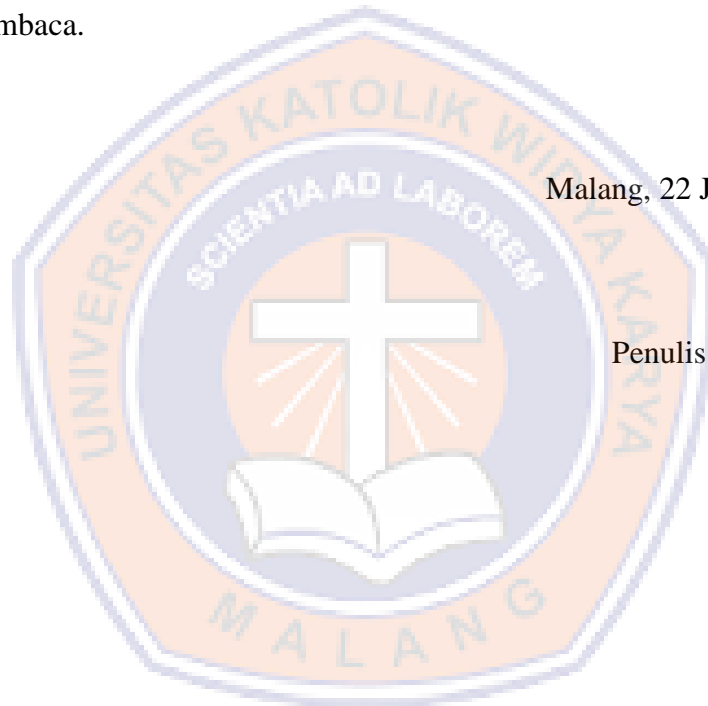 mbaca.
UNIVERSITAS KATOLIK WIDYA KARYA
SCIENTIA AD LABOREM
Malang, 22 J
Penulis
MALANG